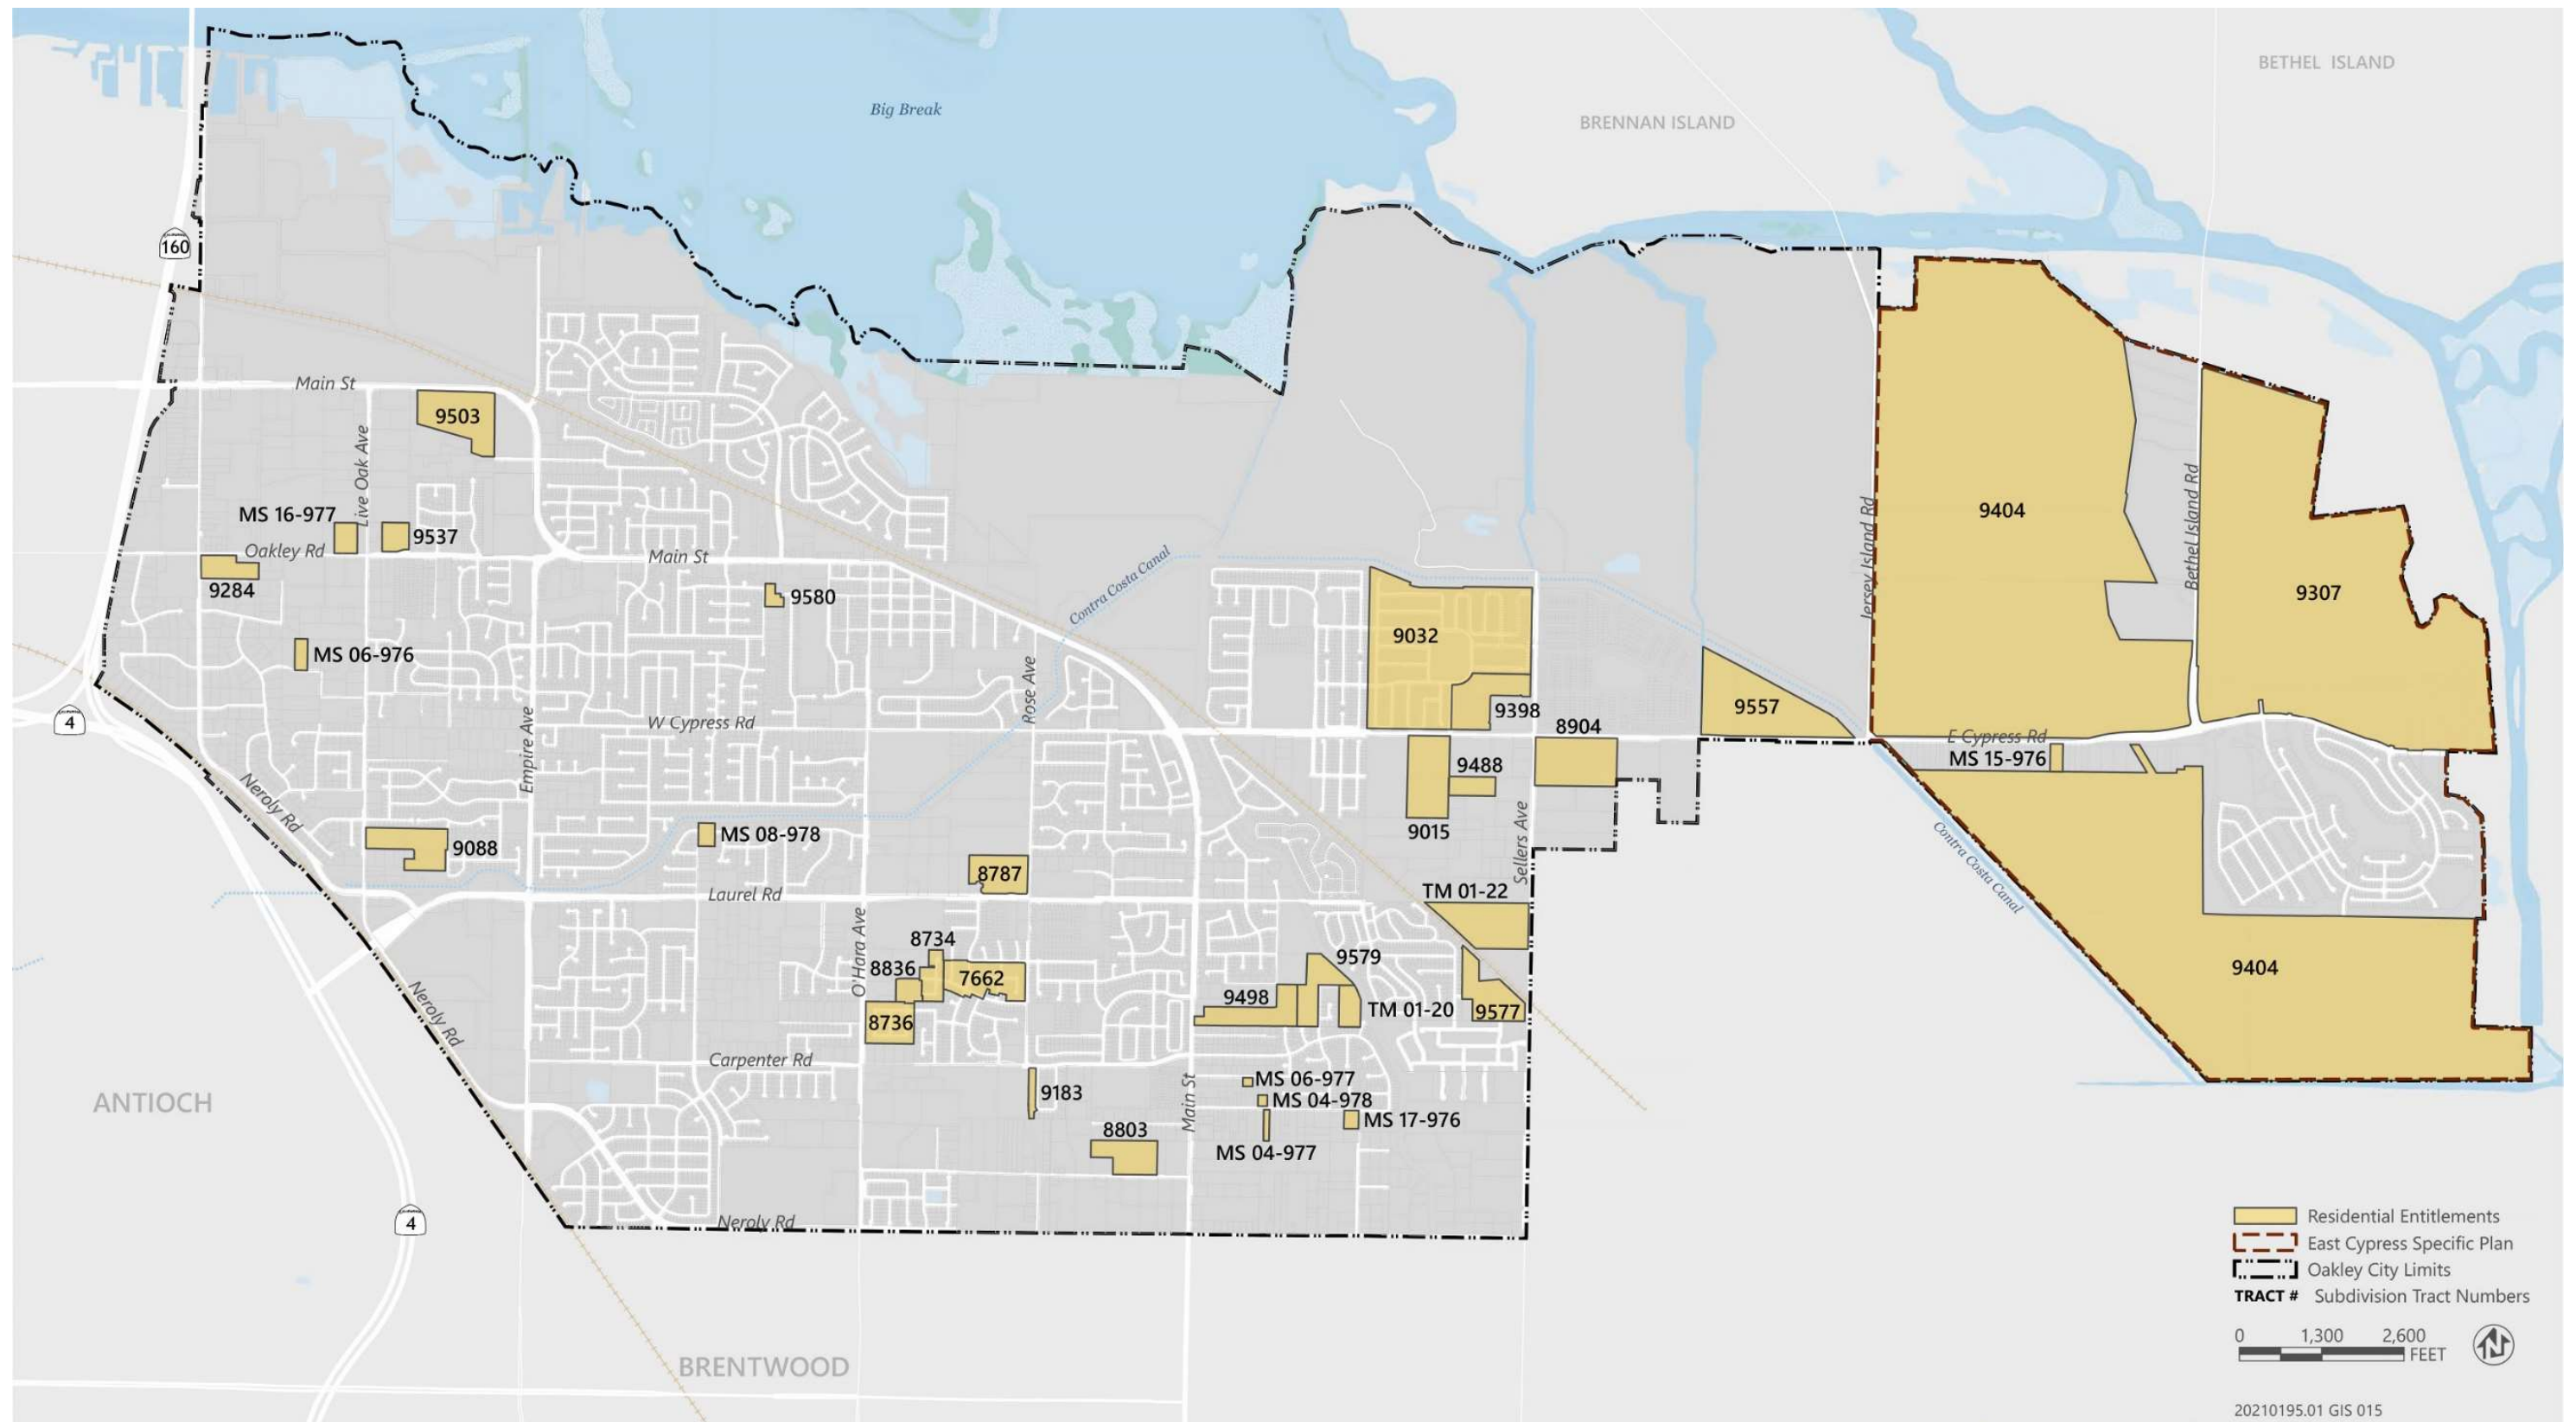 BETHEL ISLAND
Big Break
BRENNAN ISLAND
160
Main St
9503
Live Oak Ave
MS 16-977
9537
Oakley Rd
9284
Main St
9580
MS 06-976
Contra Costa Canal
9032
9398
Jersey Island Rd
9404
Bethel Island Rd
9307
4
Empire Ave
W Cypress Rd
Rose Ave
9557
8904
E Cypress Rd
MS 15-976
9488
9015
Sellers Ave
Neroly Rd
9088
MS 08-978
8787
Laurel Rd
TM 01-22
Contra Costa Canal
O'Hara Ave
8734
8836
7662
8736
9579
9498
TM 01-20
9577
9404
Neroly Rd
Carpenter Rd
9183
Main St
MS 06-977
MS 04-978
MS 17-976
MS 04-977
8803
ANTIOCH
4
Neroly Rd
BRENTWOOD
Residential Entitlements
East Cypress Specific Plan
Oakley City Limits
TRACT # Subdivision Tract Numbers
0 1,300 2,600
FEET
N
20210195.01 GIS 015